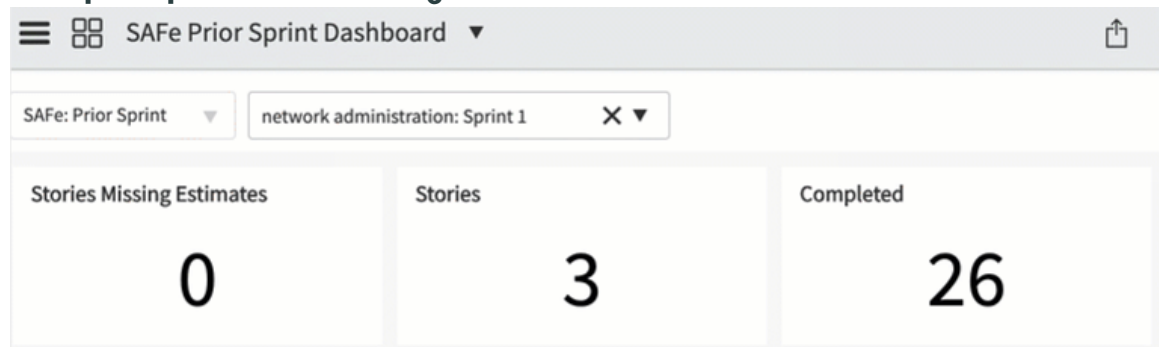 SAFe Prior Sprint Dashboard
SAFe: Prior Sprint
network administration: Sprint 1
Stories Missing Estimates
Stories
Completed
0
3
26